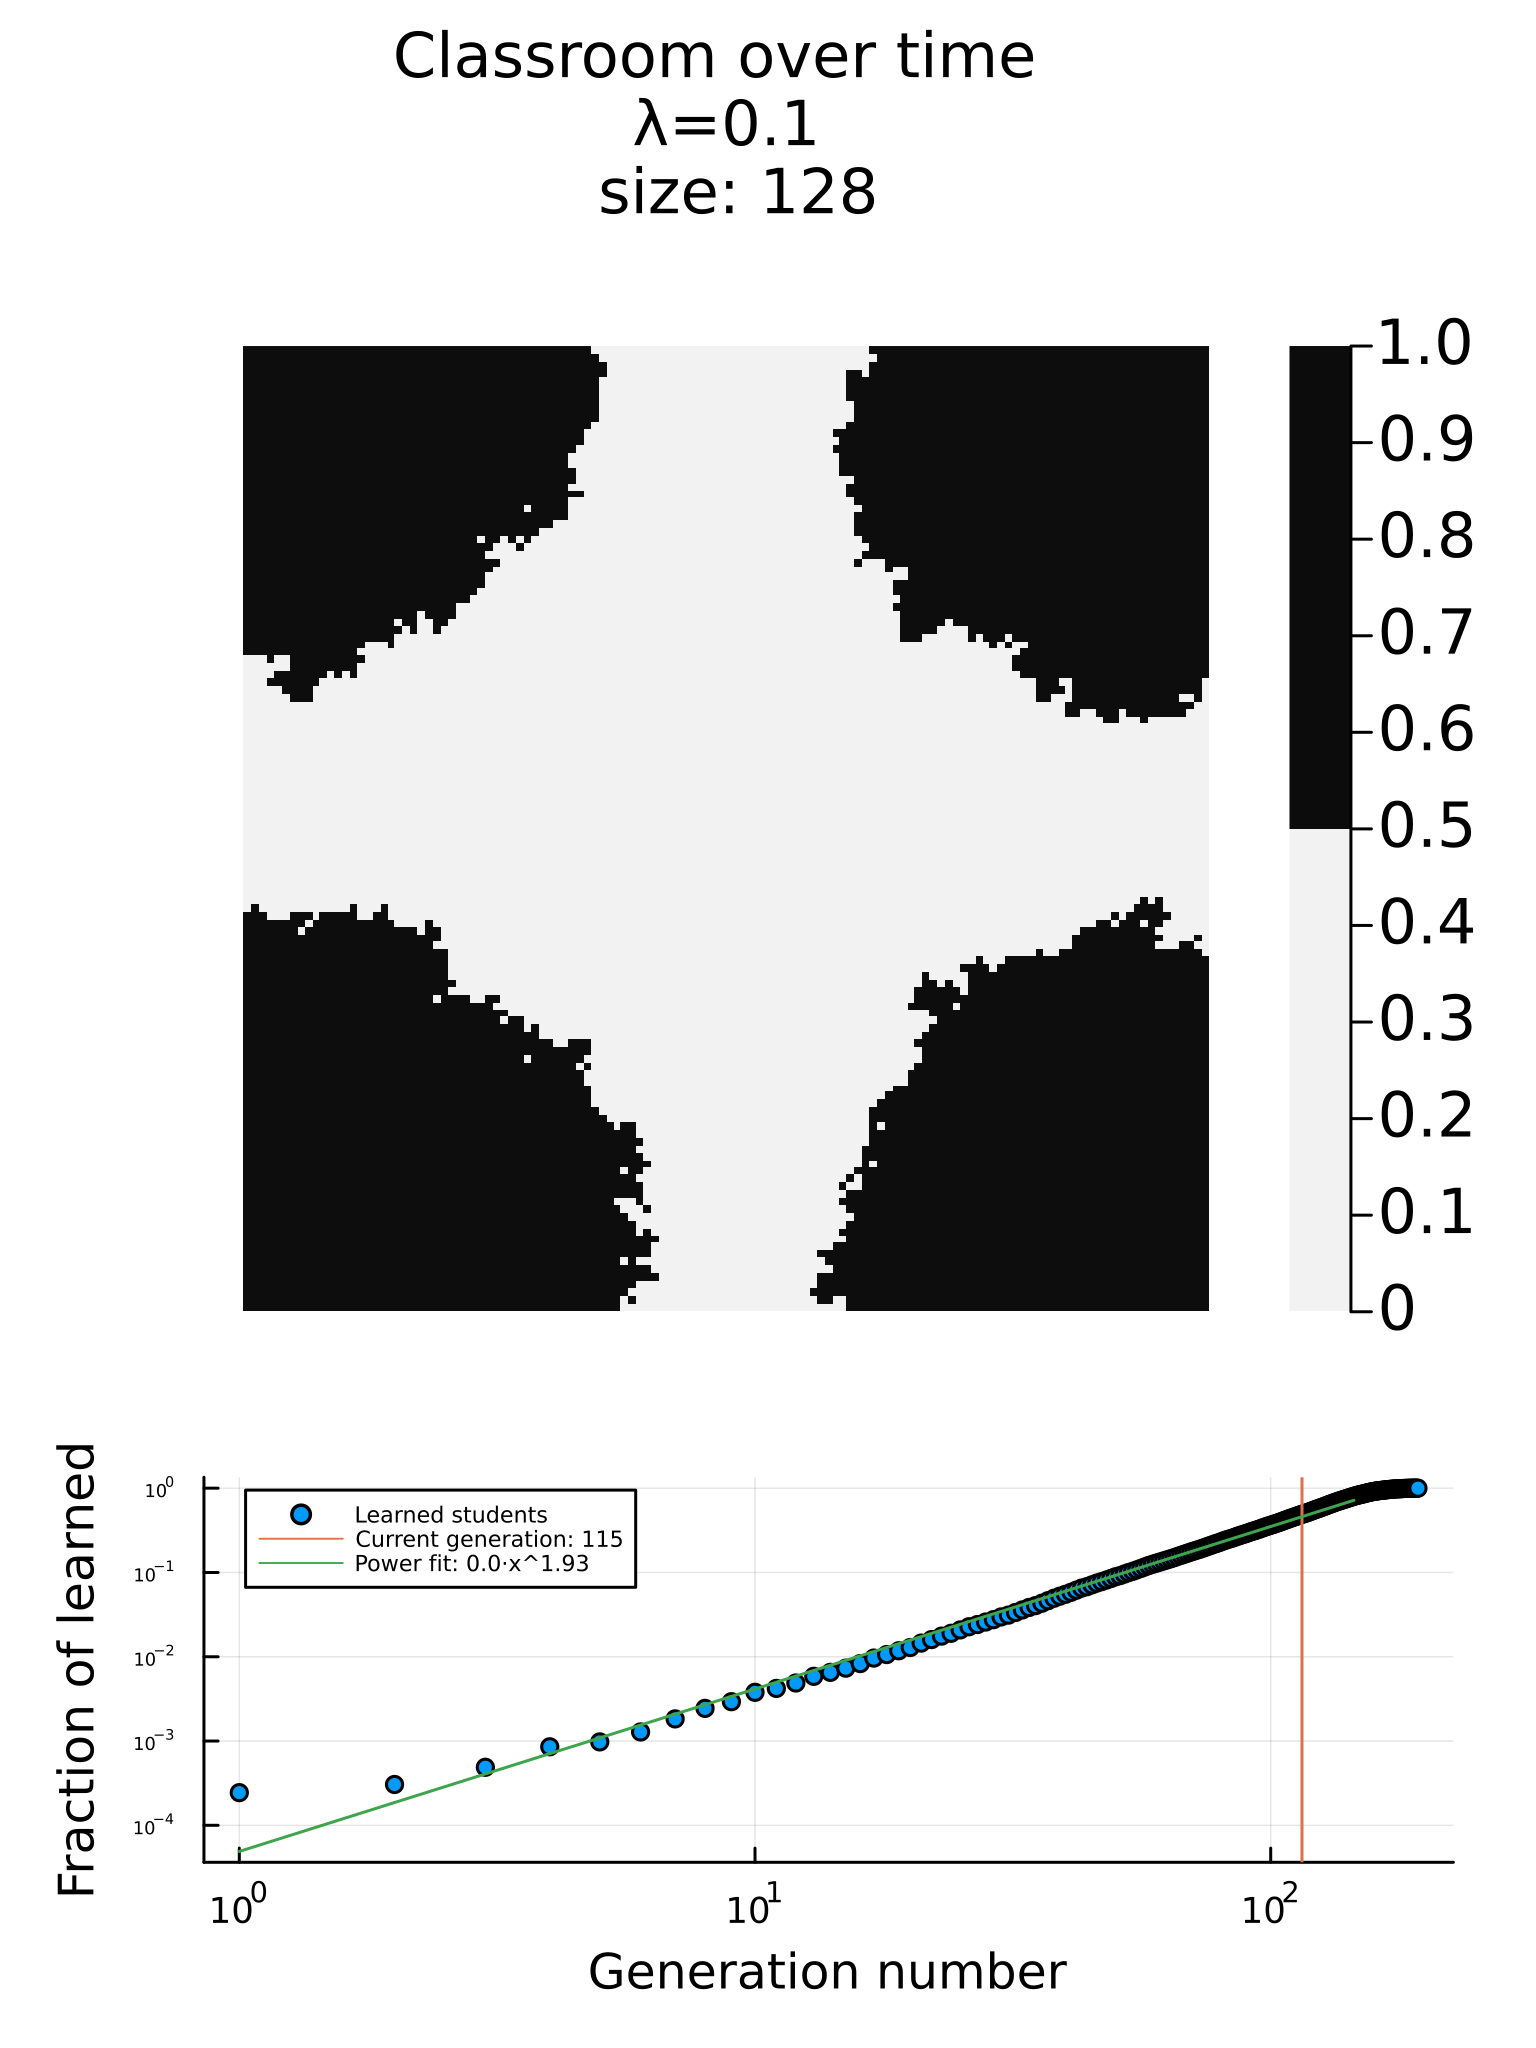 Classroom over time
λ=0.1
size: 128
1.0
0.9
0.8
0.7
0.6
0.5
0.4
0.3
0.2
0.1
0
Fraction of learned
10^0
10^−1
10^−2
10^−3
10^−4
Learned students
Current generation: 115
Power fit: 0.0·x^1.93
10^0 10^1 10^2
Generation number